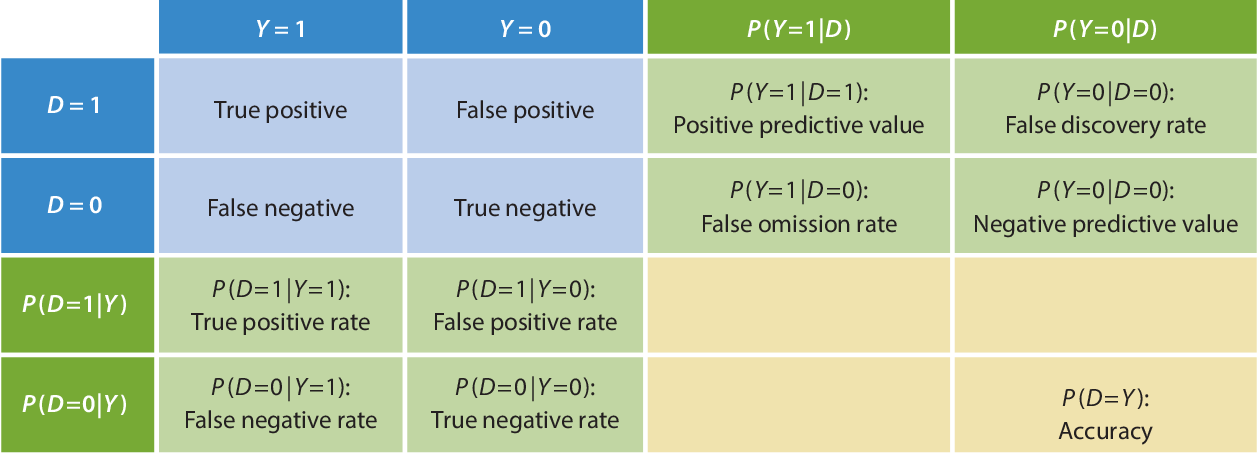 Y = 1
Y = 0
P(Y=1|D)
P(Y=0|D)
D = 1
True positive
False positive
P(Y=1|D=1):
Positive predictive value
P(Y=0|D=0):
False discovery rate
D = 0
False negative
True negative
P(Y=1|D=0):
False omission rate
P(Y=0|D=0):
Negative predictive value
P(D=1|Y)
P(D=1|Y=1):
True positive rate
P(D=1|Y=0):
False positive rate
P(D=0|Y)
P(D=0|Y=1):
False negative rate
P(D=0|Y=0):
True negative rate
P(D=Y):
Accuracy